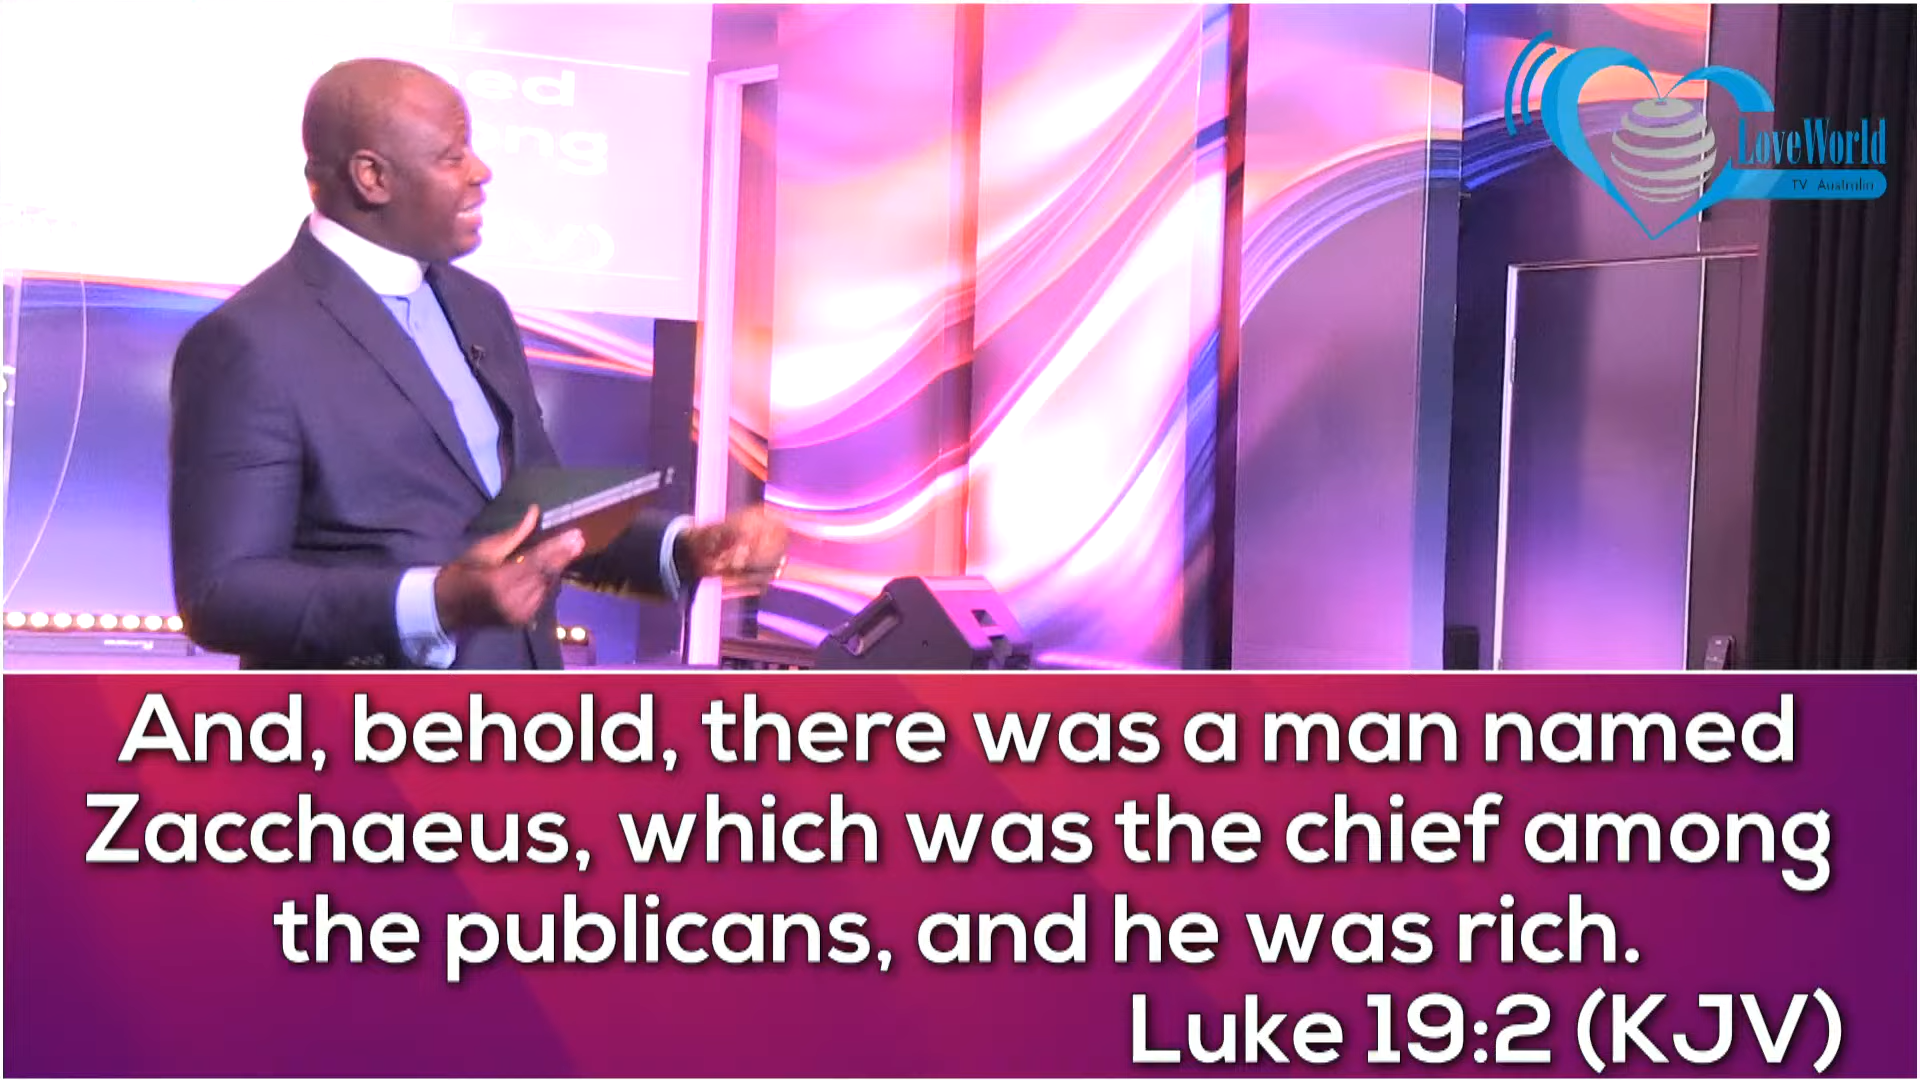 LoveWorld
TV Australia
And, behold, there was a man named
Zacchaeus, which was the chief among
the publicans, and he was rich.
Luke 19:2 (KJV)